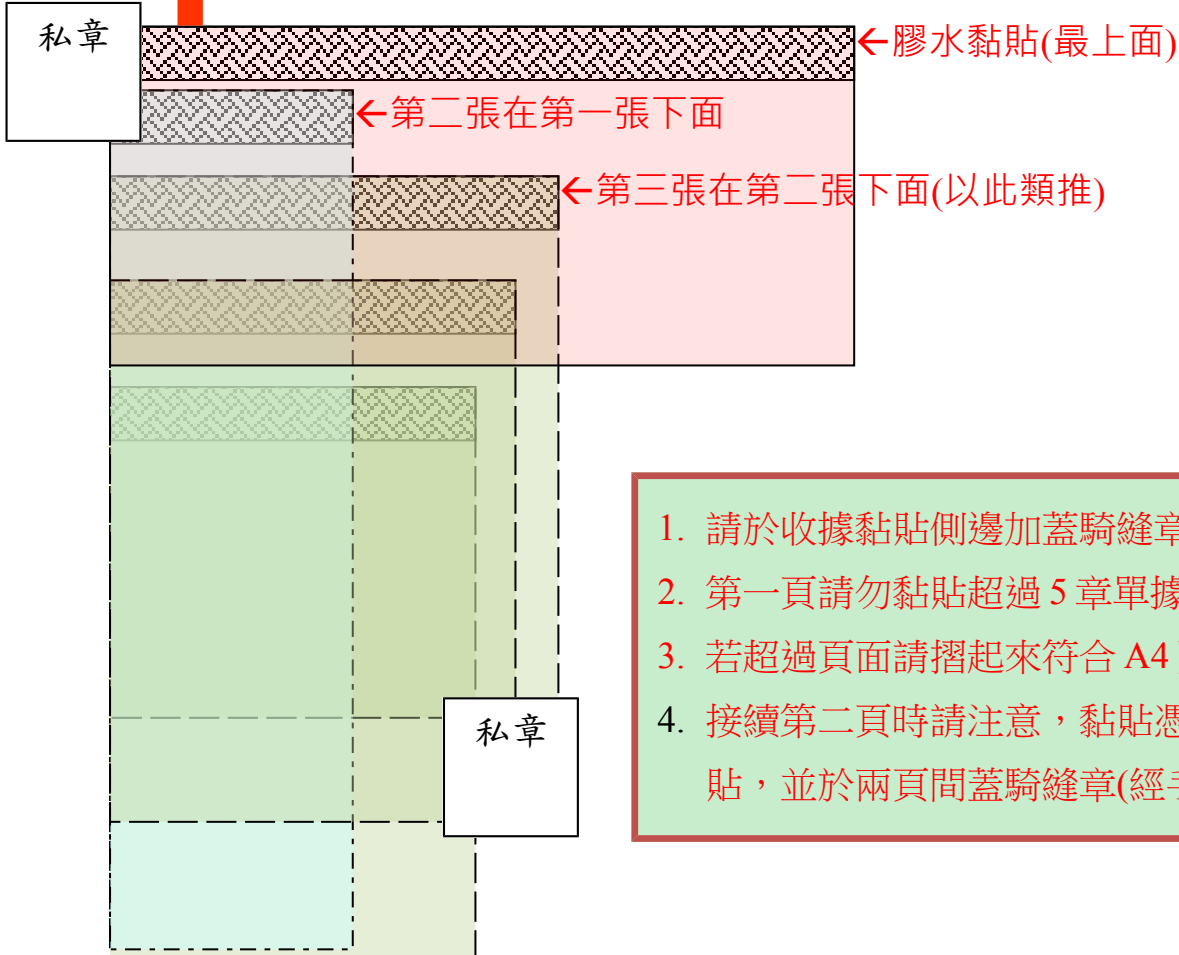 私章
←膠水黏貼(最上面)
←第二張在第一張下面
←第三張在第二張下面(以此類推)
1. 請於收據黏貼側邊加蓋騎縫章
2. 第一頁請勿黏貼超過 5 章單據
3. 若超過頁面請摺起來符合 A4
私章
4. 接續第二頁時請注意，黏貼憑
貼，並於兩頁間蓋騎縫章(經手